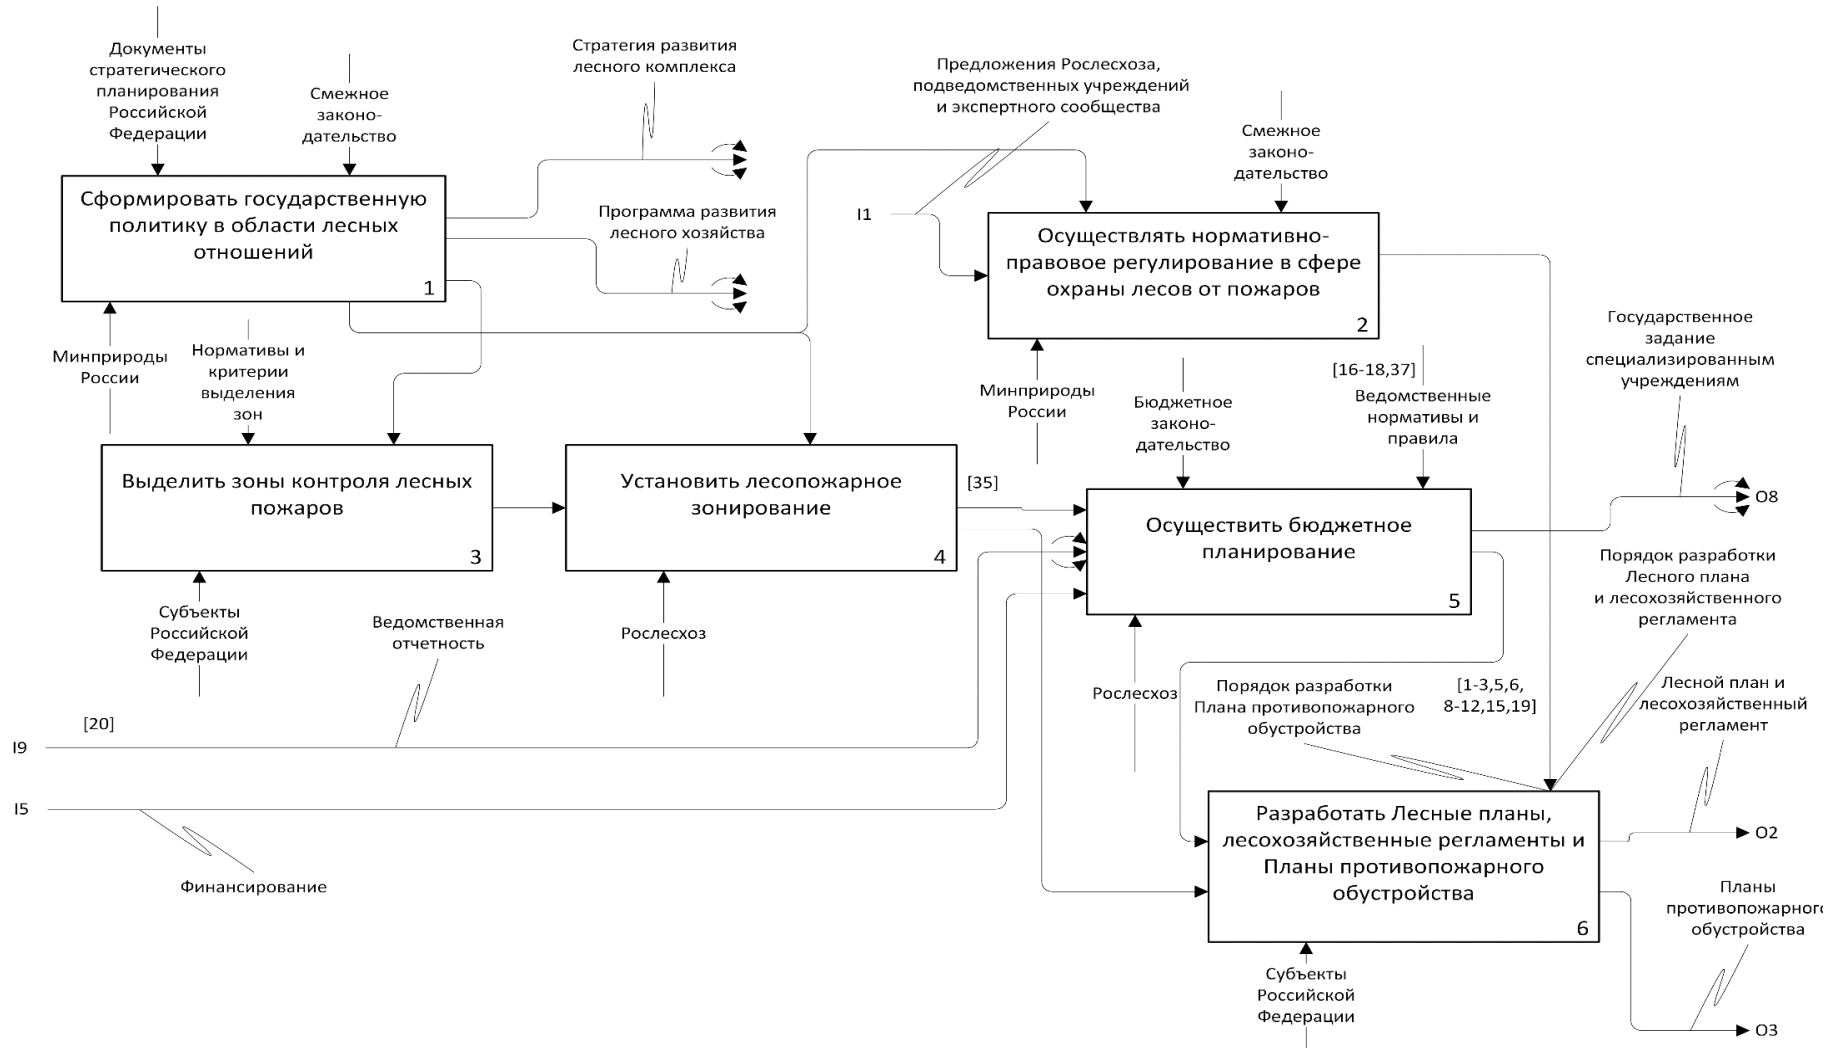 Документы
стратегического
планирования
Российской
Федерации
Смежное
законо-
дательство
Стратегия развития
лесного комплекса
Программа развития
лесного хозяйства
Сформировать государственную
политику в области лесных
отношений
1
Предложения Рослесхоза,
подведомственных учреждений
и экспертного сообщества
Смежное
законо-
дательство
I1
Осуществлять нормативно-
правовое регулирование в сфере
охраны лесов от пожаров
2
Минприроды
России
Нормативы и
критерии
выделения
зон
Минприроды
России
Бюджетное
законо-
дательство
[16-18,37]
Ведомственные
нормативы и
правила
Государственное
задание
специализированным
учреждениям
Выделить зоны контроля лесных
пожаров
3
Установить лесопожарное
зонирование
4
[35]
Осуществить бюджетное
планирование
5
O8
Субъекты
Российской
Федерации
Ведомственная
отчетность
Рослесхоз
Рослесхоз
Порядок разработки
Лесного плана
и лесохозяйственного
регламента
Порядок разработки
Плана противопожарного
обустройства
[1-3,5,6,
8-12,15,19]
Лесной план и
лесохозяйственный
регламент
[20]
I9
I5
Финансирование
Разработать Лесные планы,
лесохозяйственные регламенты и
Планы противопожарного
обустройства
6
O2
Планы
противопожарного
обустройства
O3
Субъекты
Российской
Федерации